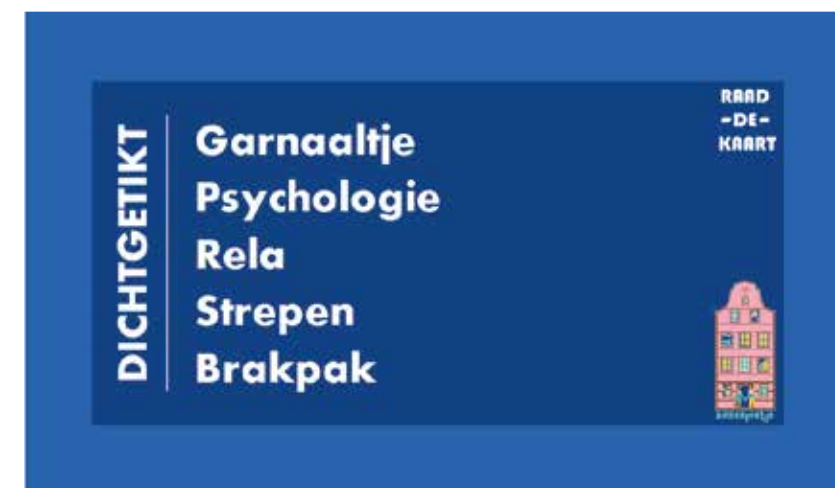 DICHTGETIKT
Garnaaltje
Psychologie
Rela
Strepen
Brakpak
RAAD
-DE-
KAART